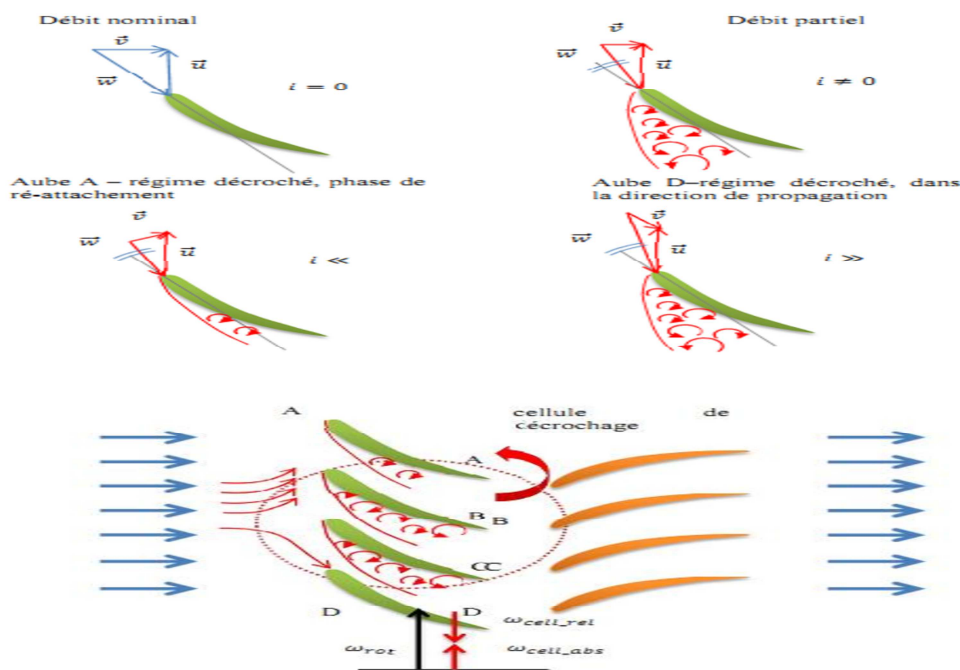 Débit nominal
v⃗
w⃗
u⃗
i = 0
Débit partiel
v⃗
w⃗
u⃗
i ≠ 0
Aube A – régime décroché, phase de
ré-attachement
v⃗
w⃗
u⃗
i ≪
Aube D–régime décroché, dans
la direction de propagation
v⃗
w⃗
u⃗
i ≫
A
cellule de
décrochage
A
B B
CC
D
D
ω_cell_rel
ω_rot
ω_cell_abs